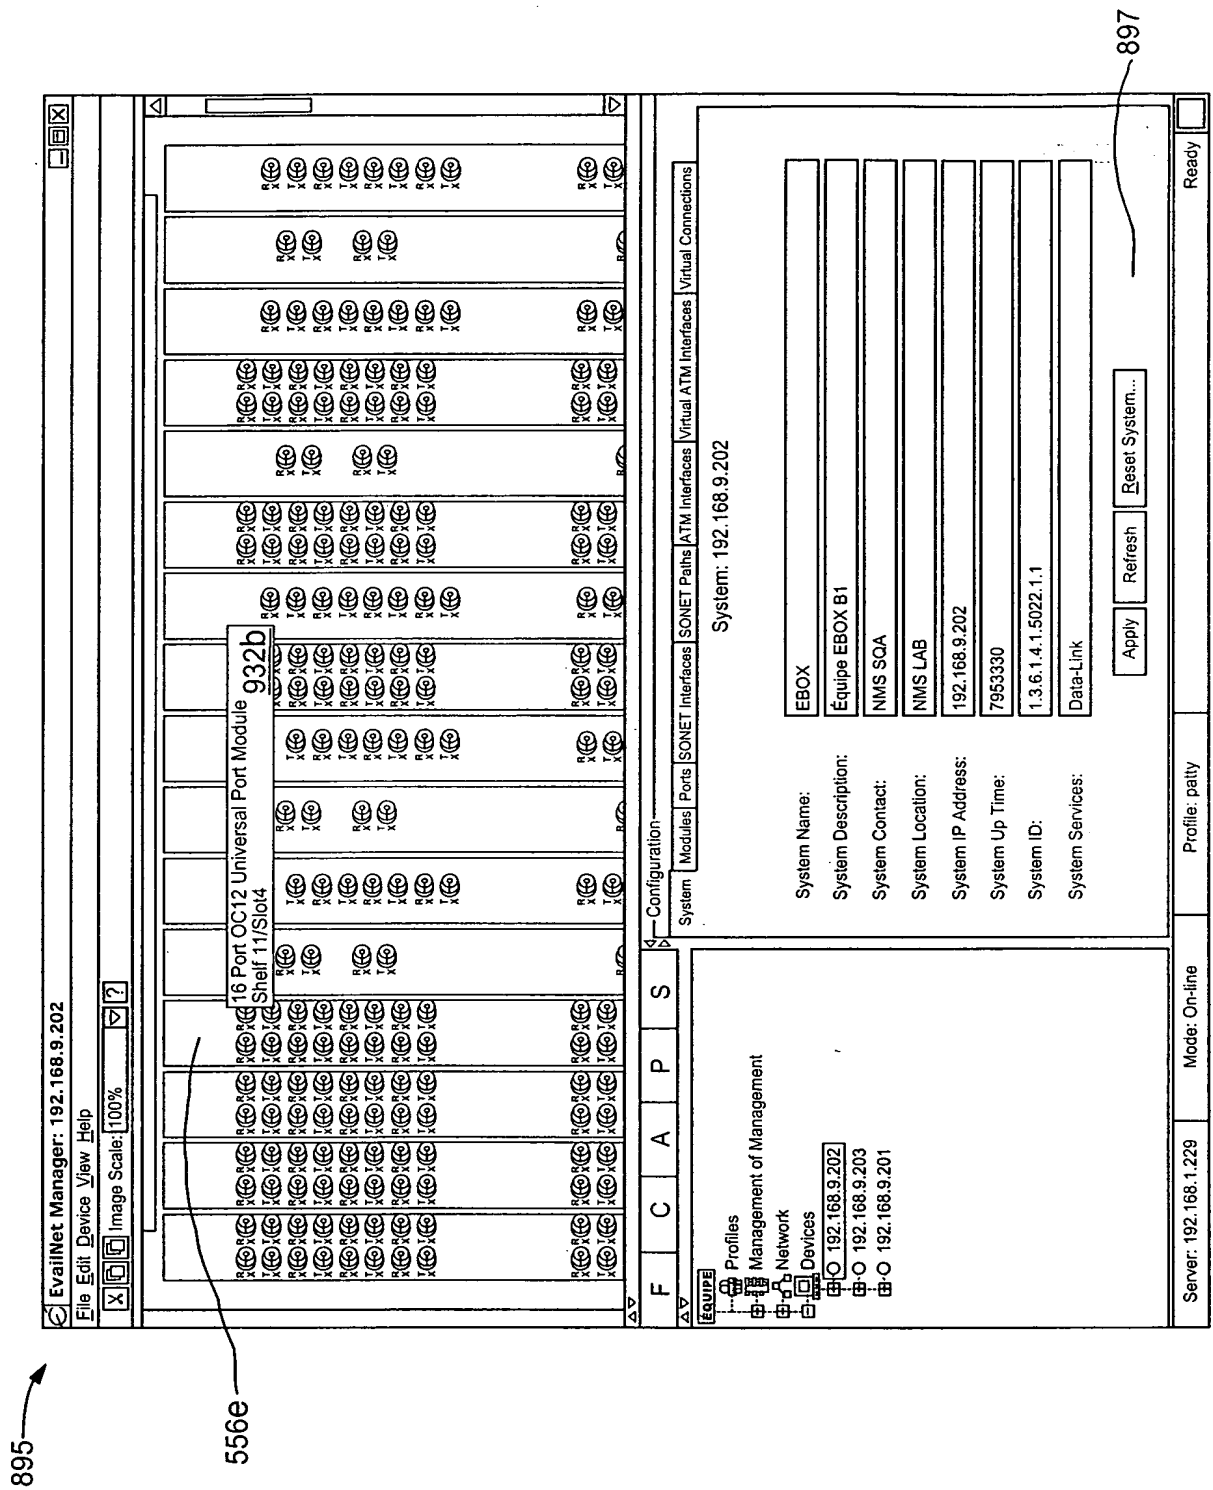 895
EvailNet Manager: 192.168.9.202
File Edit Device View Help
Image Scale: 100%
?
16 Port OC12 Universal Port Module
Shelf 11/Slot4
932b
556e
F C A P S
EQUIPE
Profiles
Management of Management
Network
Devices
192.168.9.202
192.168.9.203
192.168.9.201
Configuration
System Modules Ports SONET Interfaces SONET Paths ATM Interfaces Virtual ATM Interfaces Virtual Connections
System: 192.168.9.202
System Name: EBOX
System Description: Équipe EBOX B1
System Contact: NMS SQA
System Location: NMS LAB
System IP Address: 192.168.9.202
System Up Time: 7953330
System ID: 1.3.6.1.4.1.5022.1.1
System Services: Data-Link
Apply Refresh Reset System...
897
Server: 192.168.1.229 Mode: On-line Profile: patty Ready